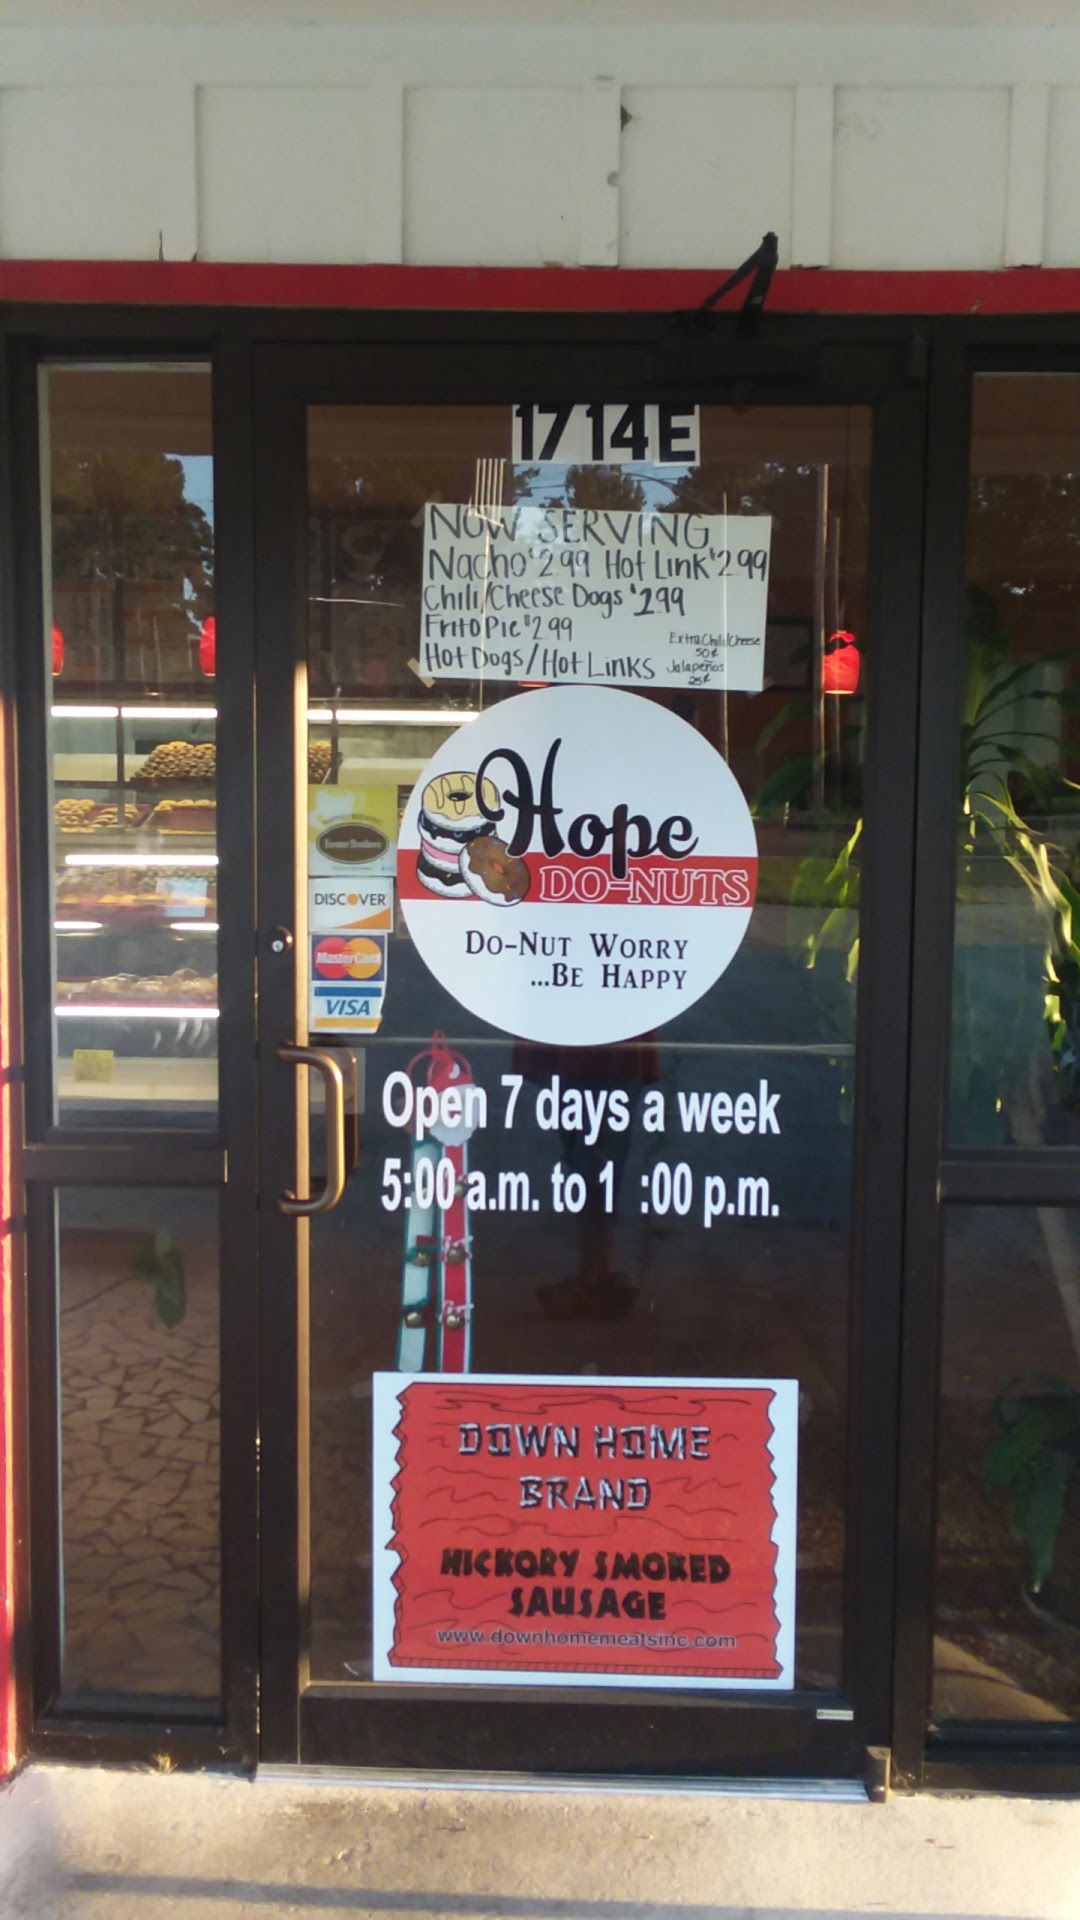 1714E
NOW SERVING
Nacho $2.99 Hot Link $2.99
Chili/Cheese Dogs $2.99
Frito Pie $2.99
Hot Dogs/Hot Links
Extra Chili/Cheese
50¢
Jalapeños
25¢
Hope
DO-NUTS
DO-NUT WORRY
...BE HAPPY
Farmer Brothers
DISCOVER
MasterCard
VISA
Open 7 days a week
5:00 a.m. to 1 :00 p.m.
DOWN HOME
BRAND
HICKORY SMOKED
SAUSAGE
www.downhomemeatsinc.com